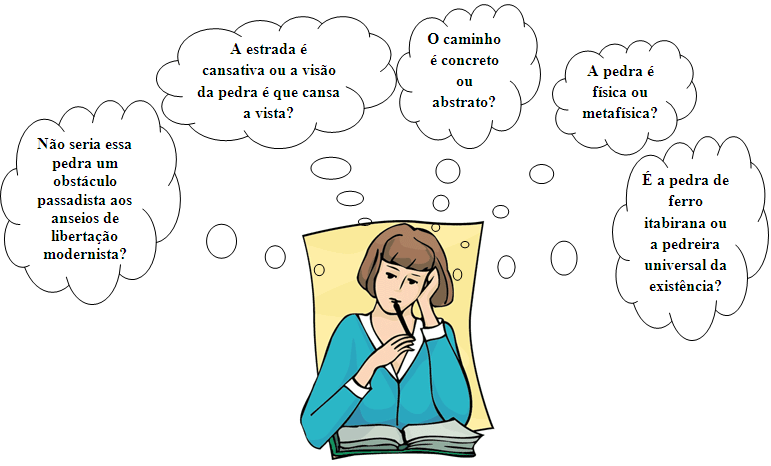 Não seria essa
pedra um
obstáculo
passadista aos
anseios de
libertação
modernista?
A estrada é
cansativa ou a visão
da pedra é que cansa
a vista?
O caminho
é concreto
ou
abstrato?
A pedra é
física ou
metafísica?
É a pedra de
ferro
itabirana ou
a pedreira
universal da
existência?